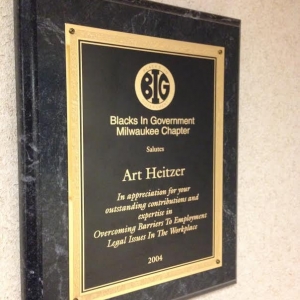 BIG
Blacks In Government
Milwaukee Chapter
Salutes
Art Heitzer
In appreciation for your
outstanding contributions and
expertise in
Overcoming Barriers To Employment
Legal Issues In The Workplace
2004